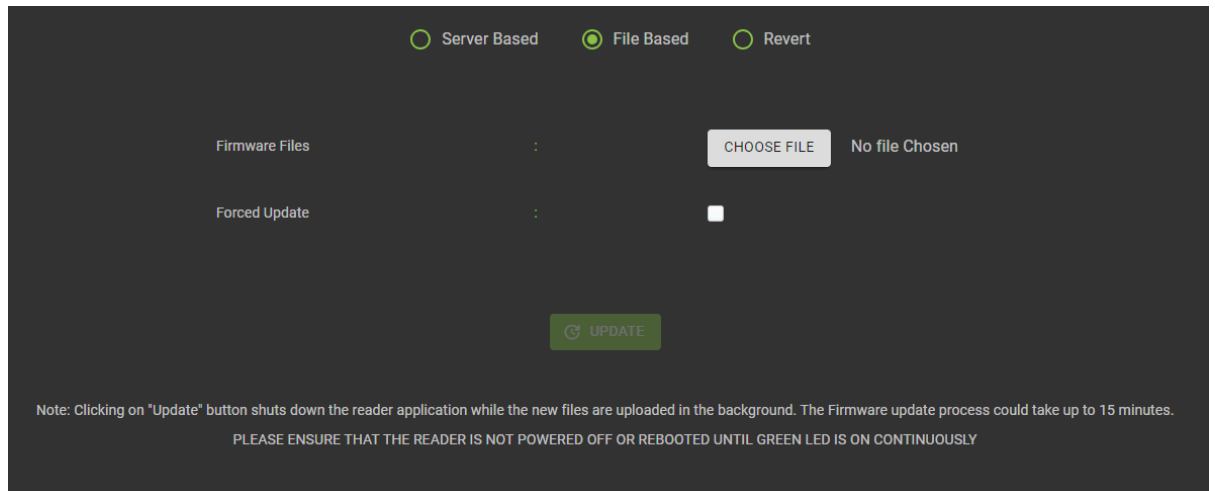 Server Based File Based Revert
Firmware Files : CHOOSE FILE No file Chosen
Forced Update :
UPDATE
Note: Clicking on "Update" button shuts down the reader application while the new files are uploaded in the background. The Firmware update process could take up to 15 minutes.
PLEASE ENSURE THAT THE READER IS NOT POWERED OFF OR REBOOTED UNTIL GREEN LED IS ON CONTINUOUSLY